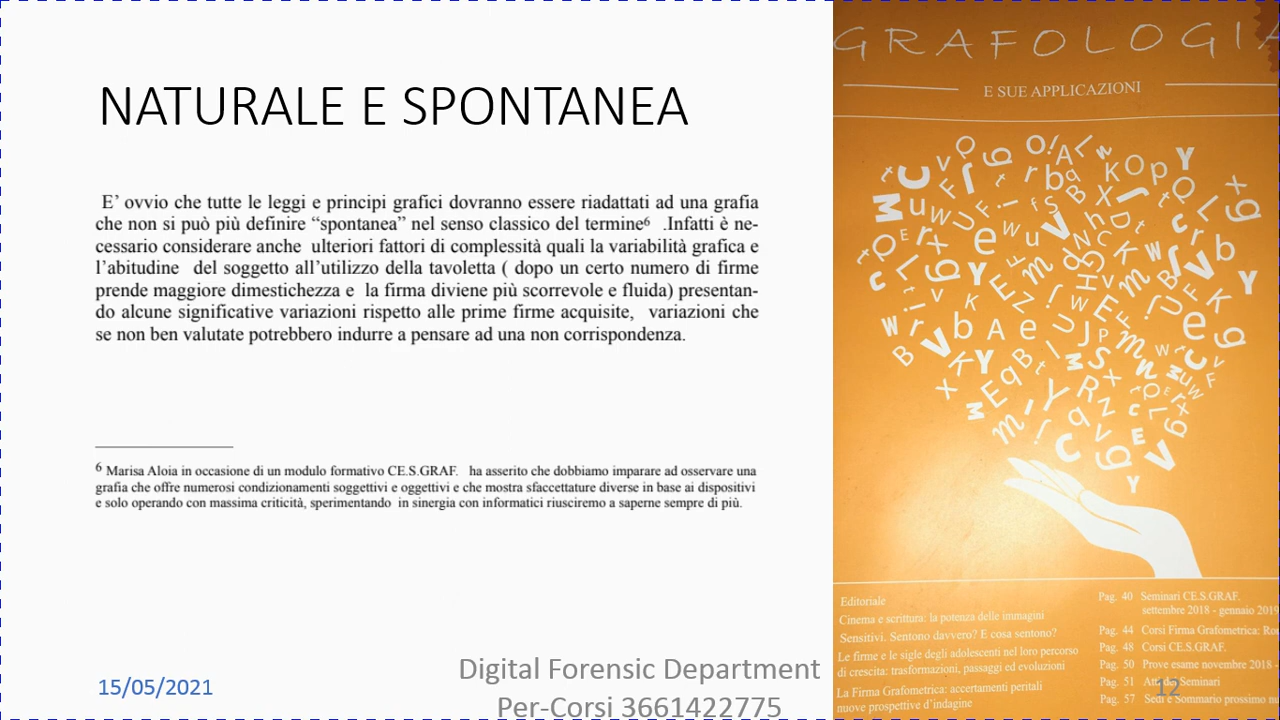 NATURALE E SPONTANEA
E’ ovvio che tutte le leggi e principi grafici dovranno essere riadattati ad una grafia
che non si può più definire “spontanea” nel senso classico del termine⁶ .Infatti è ne-
cessario considerare anche ulteriori fattori di complessità quali la variabilità grafica e
l’abitudine del soggetto all’utilizzo della tavoletta ( dopo un certo numero di firme
prende maggiore dimestichezza e la firma diviene più scorrevole e fluida) presentan-
do alcune significative variazioni rispetto alle prime firme acquisite, variazioni che
se non ben valutate potrebbero indurre a pensare ad una non corrispondenza.
⁶ Marisa Aloia in occasione di un modulo formativo CE.S.GRAF. ha asserito che dobbiamo imparare ad osservare una
grafia che offre numerosi condizionamenti soggettivi e oggettivi e che mostra sfaccettature diverse in base ai dispositivi
e solo operando con massima criticità, sperimentando in sinergia con informatici riusciremo a saperne sempre di più.
15/05/2021
Digital Forensic Department
Per-Corsi 3661422775
12
GRAFOLOGIA
E SUE APPLICAZIONI
Editoriale
Cinema e scrittura: la potenza delle immagini
Sensitivi. Sentono davvero? E cosa sentono?
Le firme e le sigle degli adolescenti nel loro percorso
di crescita: trasformazioni, passaggi ed evoluzioni
La Firma Grafometrica: accertamenti peritali
nuove prospettive d’indagine
Pag. 40 Seminari CE.S.GRAF.
settembre 2018 - gennaio 2019
Pag. 44 Corsi Firma Grafometrica:
Pag. 48 Corsi CE.S.GRAF.
Pag. 50 Prove esame novembre 2018 -
Pag. 51 Atti dei Seminari
Pag. 57 Sedi e Sommario prossimo